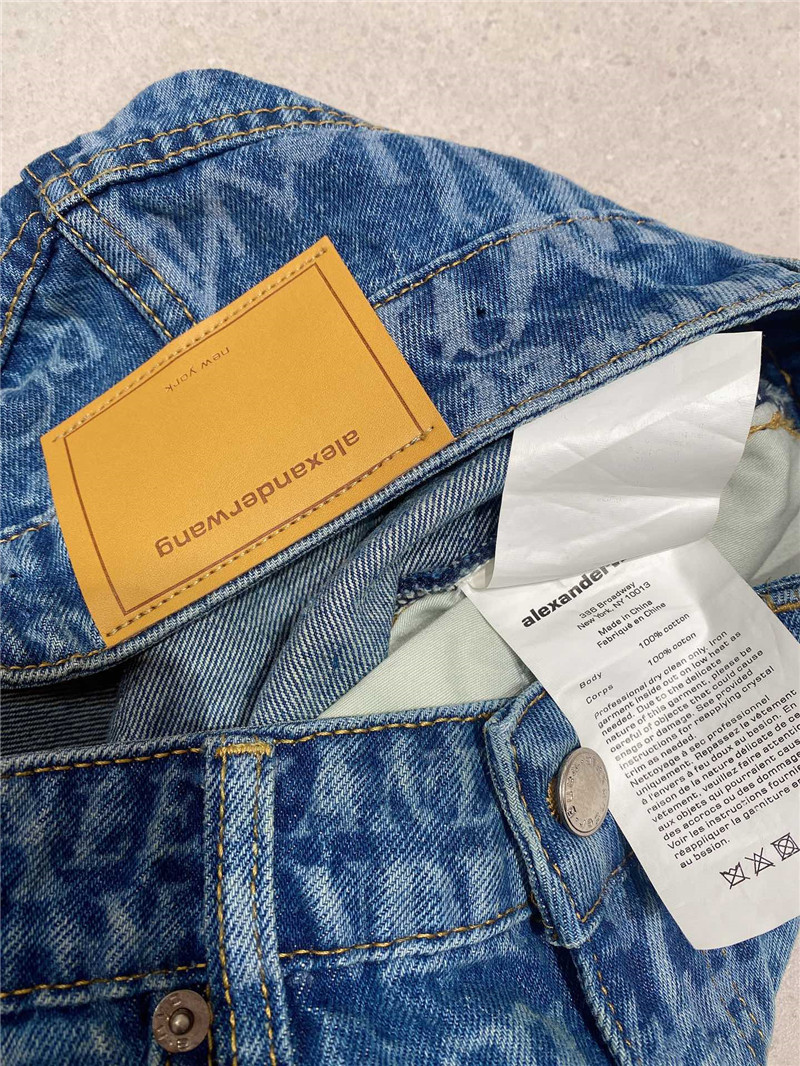 new york
alexanderwang
386 Broadway
New York, NY 10013
Made in China
Fabriqué en Chine
Body 100% cotton
Corps 100% coton
professional dry clean only. Iron
garment inside out on low heat as
needed. Due to the delicate
nature of this garment, please be
careful of objects that could cause
snags or damage. See provided
instructions for reapplying crystal
trim as needed.
Nettoyage à sec professionnel
uniquement. Repassez le vêtement
à l'envers à feu doux au besoin. En
raison de la nature délicate de ce
vêtement, veuillez faire attention
aux objets qui pourraient causer
des accrocs ou des dommages
Voir les instructions fournies
réappliquer la garniture en
au besoin.